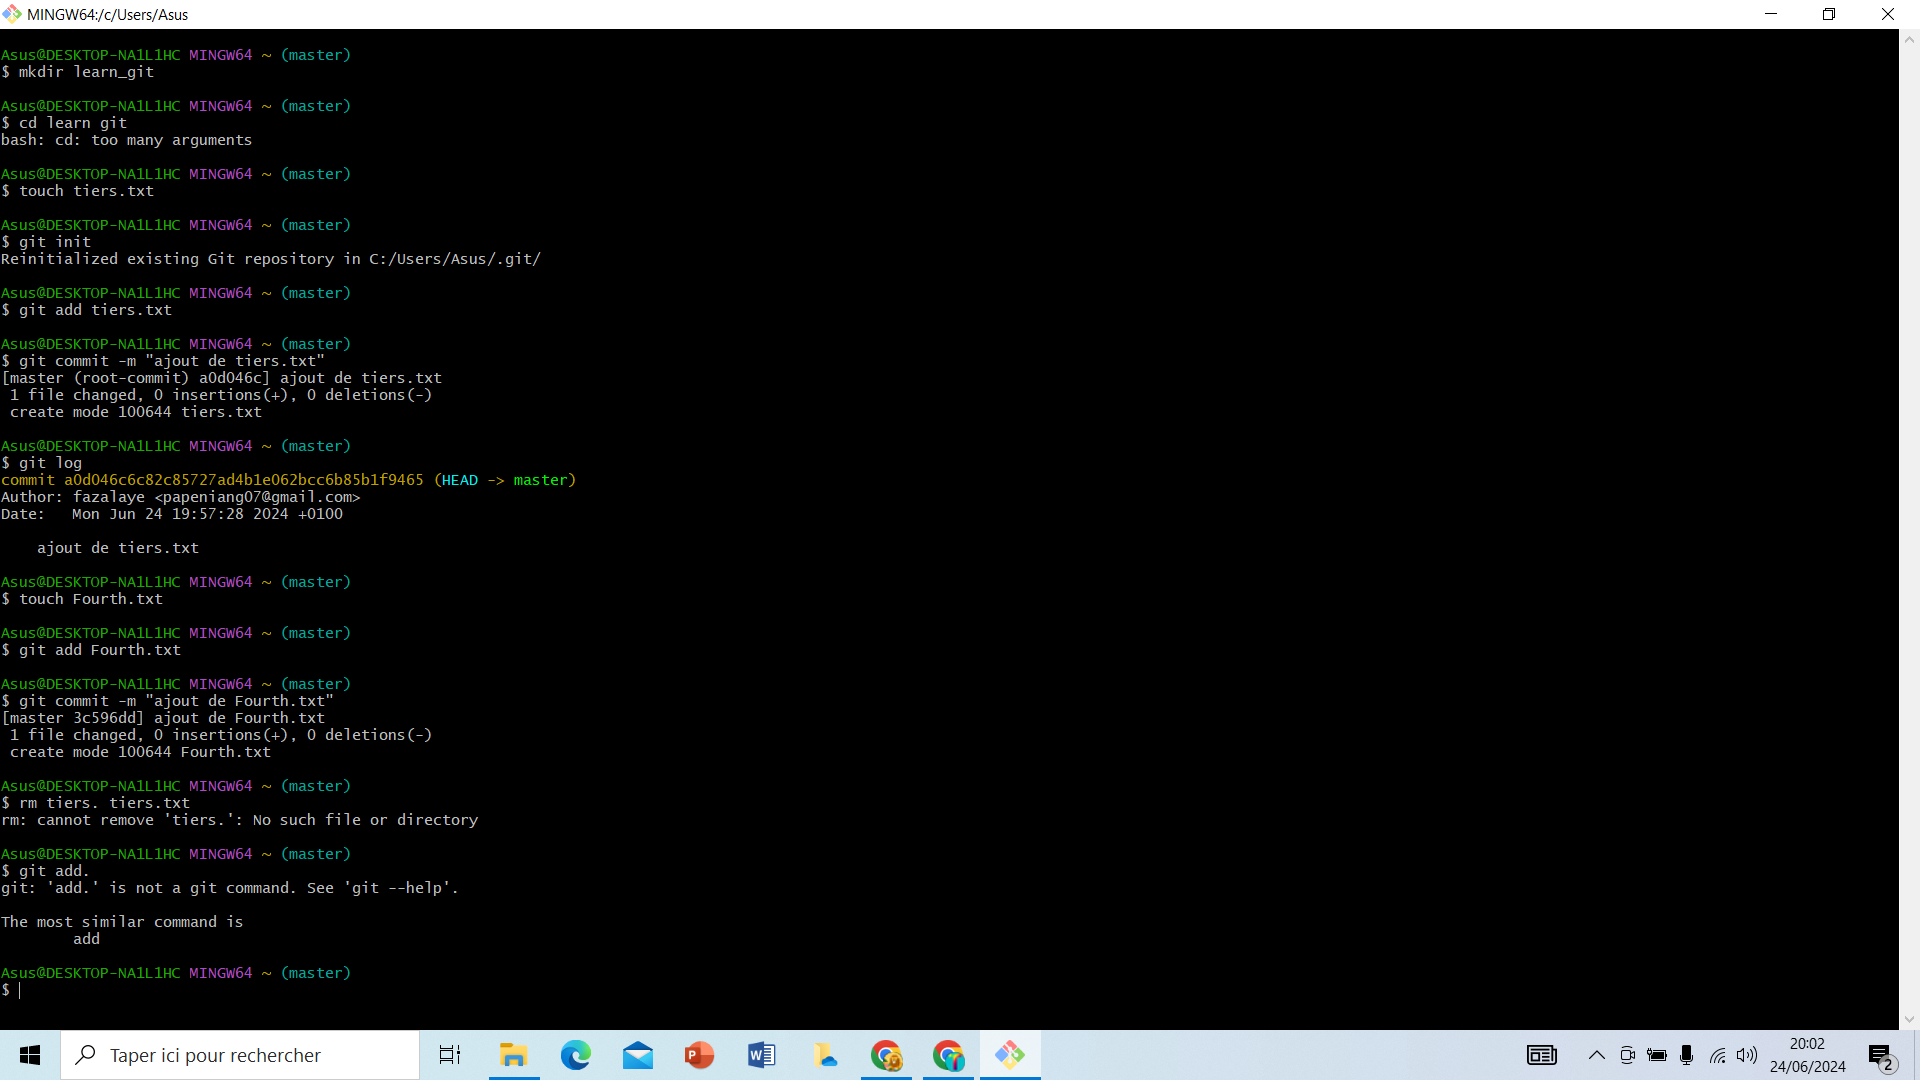 MINGW64:/c/Users/Asus
Asus@DESKTOP-NA1L1HC MINGW64 ~ (master)
$ mkdir learn_git
Asus@DESKTOP-NA1L1HC MINGW64 ~ (master)
$ cd learn git
bash: cd: too many arguments
Asus@DESKTOP-NA1L1HC MINGW64 ~ (master)
$ touch tiers.txt
Asus@DESKTOP-NA1L1HC MINGW64 ~ (master)
$ git init
Reinitialized existing Git repository in C:/Users/Asus/.git/
Asus@DESKTOP-NA1L1HC MINGW64 ~ (master)
$ git add tiers.txt
Asus@DESKTOP-NA1L1HC MINGW64 ~ (master)
$ git commit -m "ajout de tiers.txt"
[master (root-commit) a0d046c] ajout de tiers.txt
 1 file changed, 0 insertions(+), 0 deletions(-)
 create mode 100644 tiers.txt
Asus@DESKTOP-NA1L1HC MINGW64 ~ (master)
$ git log
commit a0d046c6c82c85727ad4b1e062bcc6b85b1f9465 (HEAD -> master)
Author: fazalaye <papeniang07@gmail.com>
Date:   Mon Jun 24 19:57:28 2024 +0100
    ajout de tiers.txt
Asus@DESKTOP-NA1L1HC MINGW64 ~ (master)
$ touch Fourth.txt
Asus@DESKTOP-NA1L1HC MINGW64 ~ (master)
$ git add Fourth.txt
Asus@DESKTOP-NA1L1HC MINGW64 ~ (master)
$ git commit -m "ajout de Fourth.txt"
[master 3c596dd] ajout de Fourth.txt
 1 file changed, 0 insertions(+), 0 deletions(-)
 create mode 100644 Fourth.txt
Asus@DESKTOP-NA1L1HC MINGW64 ~ (master)
$ rm tiers. tiers.txt
rm: cannot remove 'tiers.': No such file or directory
Asus@DESKTOP-NA1L1HC MINGW64 ~ (master)
$ git add.
git: 'add.' is not a git command. See 'git --help'.
The most similar command is
        add
Asus@DESKTOP-NA1L1HC MINGW64 ~ (master)
$
Taper ici pour rechercher
20:02
24/06/2024
2